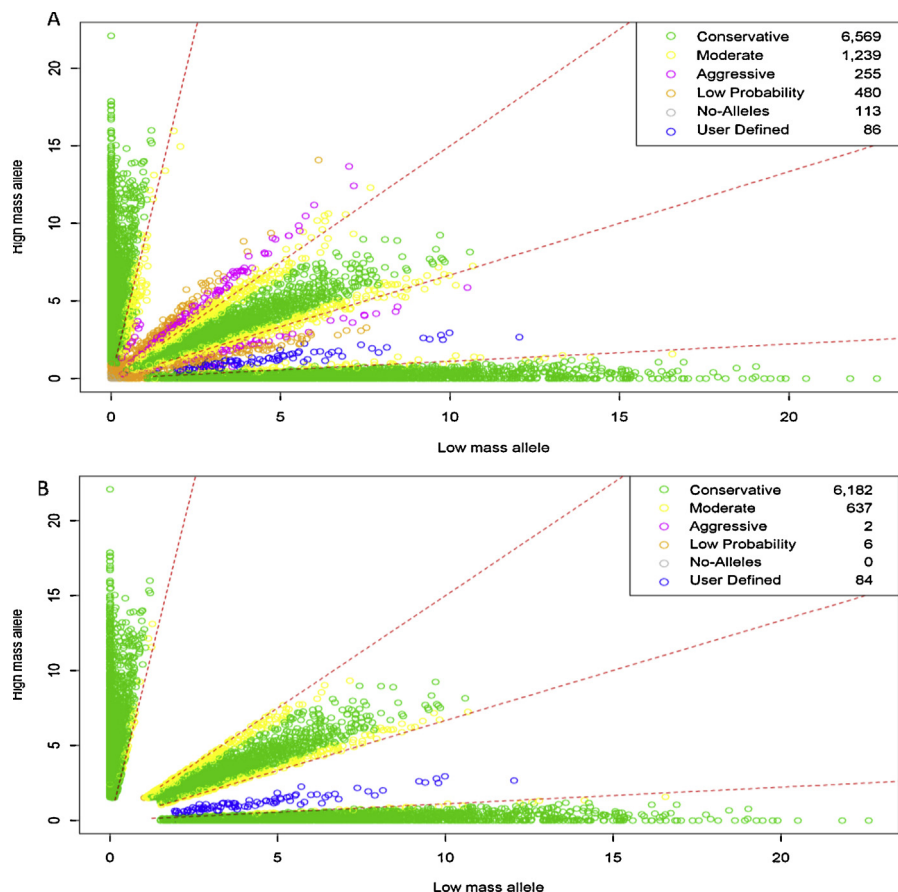 A
Conservative 6,569
Moderate 1,239
Aggressive 255
Low Probability 480
No-Alleles 113
User Defined 86
High mass allele
20
15
10
5
0
0 5 10 15 20
Low mass allele
B
Conservative 6,182
Moderate 637
Aggressive 2
Low Probability 6
No-Alleles 0
User Defined 84
High mass allele
20
15
10
5
0
0 5 10 15 20
Low mass allele